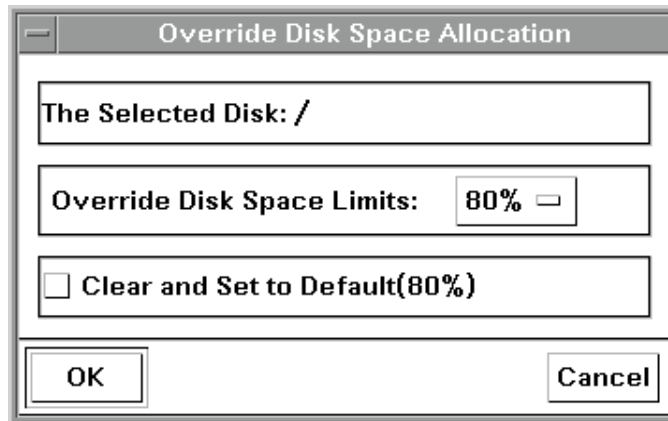 Override Disk Space Allocation
The Selected Disk: /
Override Disk Space Limits: 80%
Clear and Set to Default(80%)
OK Cancel